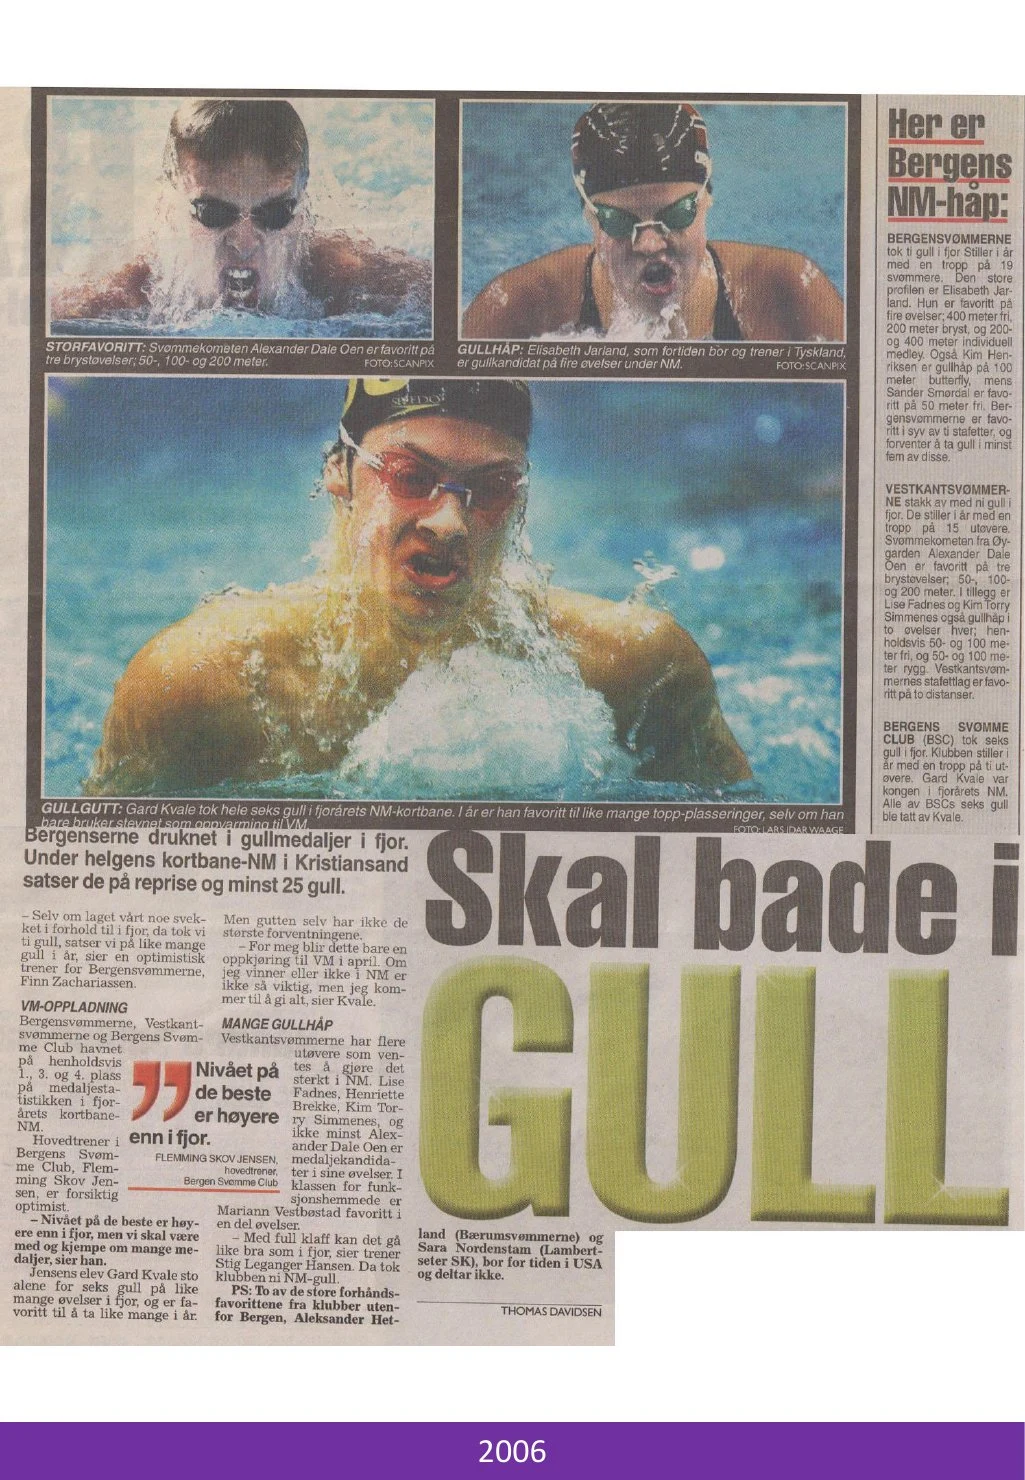 SPEEDO
STORFAVORITT: Svømmekometen Alexander Dale Oen er favoritt på
tre brystøvelser; 50-, 100- og 200 meter.
FOTO: SCANPIX
GULLHÅP: Elisabeth Jarland, som fortiden bor og trener i Tyskland,
er gullkandidat på fire øvelser under NM.
FOTO: SCANPIX
GULLGUTT: Gard Kvale tok hele seks gull i fjorårets NM-kortbane. I år er han favoritt til like mange topp-plasseringer, selv om han
bare bruker stevnet som oppvarming til VM.
FOTO: LARS IDAR WAAGE
Her er
Bergens
NM-håp:
BERGENSVØMMERNE
tok ti gull i fjor Stiller i år
med en tropp på 19
svømmere. Den store
profilen er Elisabeth Jar-
land. Hun er favoritt på
fire øvelser; 400 meter fri,
200 meter bryst, og 200-
og 400 meter individuell
medley. Også Kim Hen-
riksen er gullhåp på 100
meter butterfly, mens
Sander Smørdal er favo-
ritt på 50 meter fri. Ber-
gensvømmerne er favo-
ritt i syv av ti stafetter, og
forventer å ta gull i minst
fem av disse.
VESTKANTSVØMMER-
NE stakk av med ni gull i
fjor. De stiller i år med en
tropp på 15 utøvere.
Svømmekometen fra Øy-
garden Alexander Dale
Oen er favoritt på tre
brystøvelser; 50-, 100-
og 200 meter. I tillegg er
Lise Fadnes og Kim Torry
Simmenes også gullhåp i
to øvelser hver; hen-
holdsvis 50- og 100 me-
ter fri, og 50- og 100 me-
ter rygg. Vestkantsvøm-
mernes stafettlag er favo-
ritt på to distanser.
BERGENS SVØMME
CLUB (BSC) tok seks
gull i fjor. Klubben stiller i
år med en tropp på ti ut-
øvere. Gard Kvale var
kongen i fjorårets NM.
Alle av BSCs seks gull
ble tatt av Kvale.
Skal bade i
GULL
Bergenserne druknet i gullmedaljer i fjor.
Under helgens kortbane-NM i Kristiansand
satser de på reprise og minst 25 gull.
– Selv om laget vårt noe svek-
ket i forhold til i fjor, da tok vi
ti gull, satser vi på like mange
gull i år, sier en optimistisk
trener for Bergensvømmerne,
Finn Zachariassen.
VM-OPPLADNING
Bergensvømmerne, Vestkant-
svømmerne og Bergens Svøm-
me Club havnet
på henholdsvis
1., 3. og 4. plass
på medaljesta-
tistikken i fjor-
årets kortbane-
NM.
Hovedtrener i
Bergens Svøm-
me Club, Flem-
ming Skov Jen-
sen, er forsiktig
optimist.
– Nivået på de beste er høy-
ere enn i fjor, men vi skal være
med og kjempe om mange me-
daljer, sier han.
Jensens elev Gard Kvale sto
alene for seks gull på like
mange øvelser i fjor, og er fa-
voritt til å ta like mange i år.
Men gutten selv har ikke de
største forventningene.
– For meg blir dette bare en
oppkjøring til VM i april. Om
jeg vinner eller ikke i NM er
ikke så viktig, men jeg kom-
mer til å gi alt, sier Kvale.
MANGE GULLHÅP
Vestkantsvømmerne har flere
utøvere som ven-
tes å gjøre det
sterkt i NM. Lise
Fadnes, Henriette
Brekke, Kim Tor-
ry Simmenes, og
ikke minst Alex-
ander Dale Oen er
medaljekandida-
ter i sine øvelser. I
klassen for funk-
sjonshemmede er
Mariann Vestbøstad favoritt i
en del øvelser.
– Med full klaff kan det gå
like bra som i fjor, sier trener
Stig Leganger Hansen. Da tok
klubben ni NM-gull.
PS: To av de store forhånds-
favorittene fra klubber uten-
for Bergen, Aleksander Het-
land (Bærumsvømmerne) og
Sara Nordenstam (Lambert-
seter SK), bor for tiden i USA
og deltar ikke.
THOMAS DAVIDSEN
” Nivået på
de beste
er høyere
enn i fjor.
FLEMMING SKOV JENSEN,
hovedtrener,
Bergen Svømme Club
2006